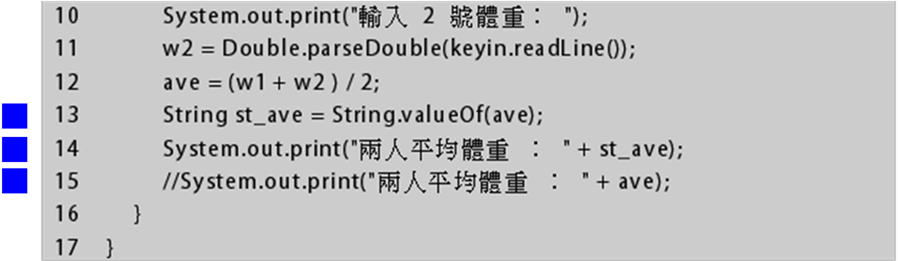 10 System.out.print("輸入 2 號體重： ");
11 w2 = Double.parseDouble(keyin.readLine());
12 ave = (w1 + w2 ) / 2;
13 String st_ave = String.valueOf(ave);
14 System.out.print("兩人平均體重 ： " + st_ave);
15 //System.out.print("兩人平均體重 ： " + ave);
16 }
17 }